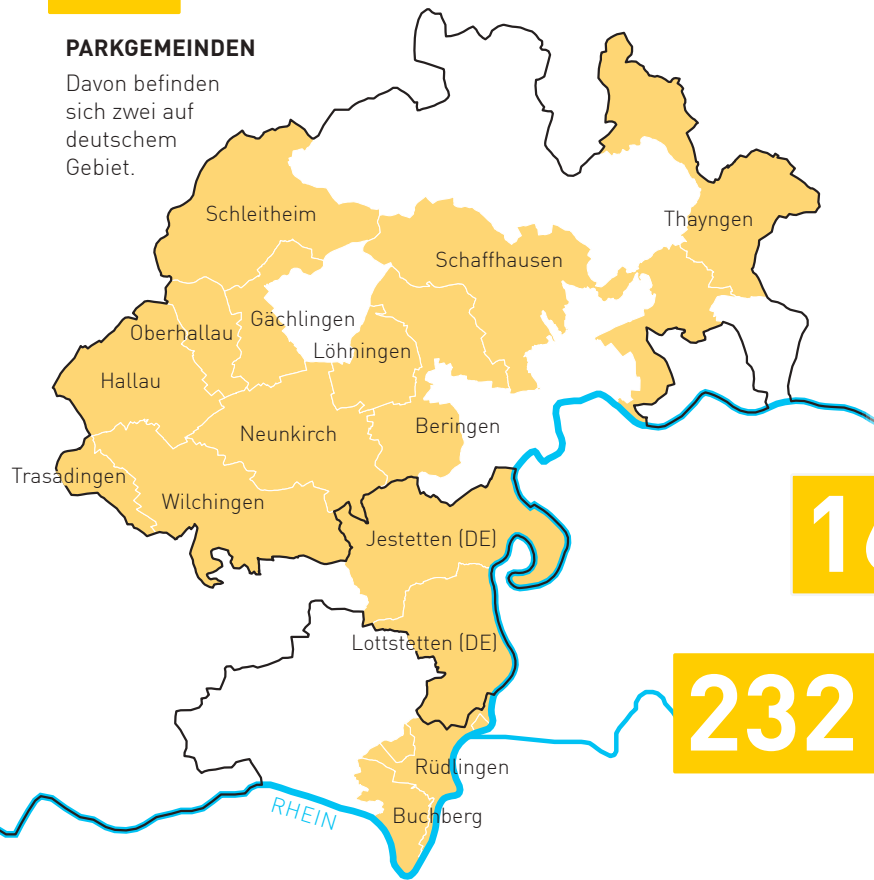 PARKGEMEINDEN
Davon befinden
sich zwei auf
deutschem
Gebiet.
Schleitheim
Thayngen
Schaffhausen
Gächlingen
Oberhallau
Löhningen
Hallau
Beringen
Neunkirch
Trasadingen
Wilchingen
Jestetten (DE)
Lottstetten (DE)
232
Rüdlingen
RHEIN
Buchberg